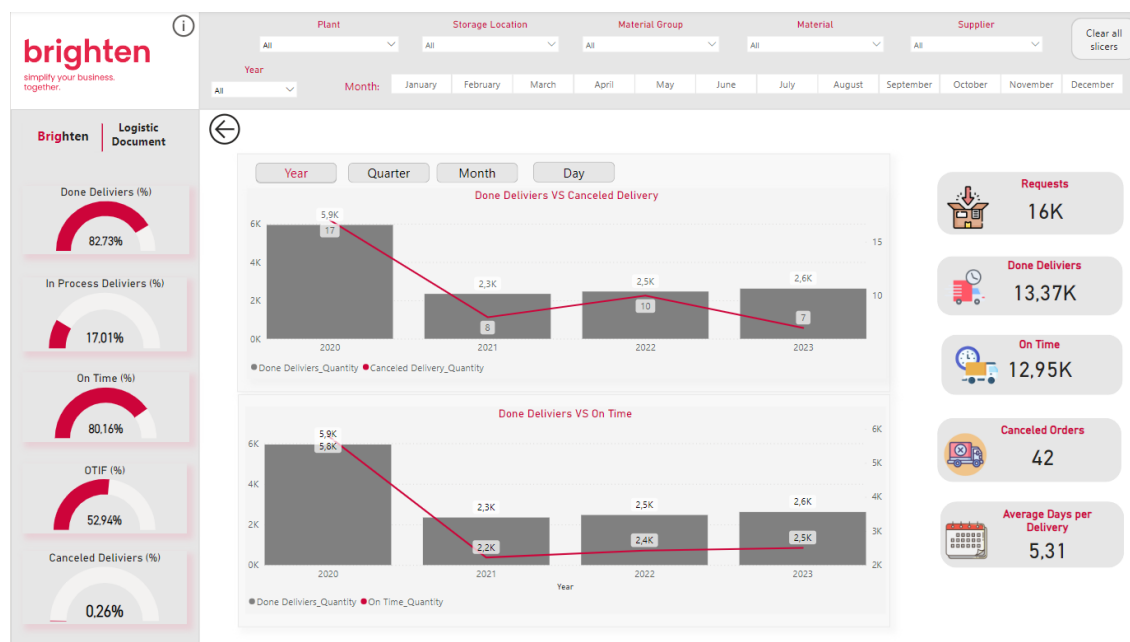 brighten
simplify your business.
together.
i
Plant
All
Storage Location
All
Material Group
All
Material
All
Supplier
All
Clear all
slicers
Year
All
Month:
January
February
March
April
May
June
July
August
September
October
November
December
Brighten
Logistic
Document
Done Deliviers (%)
82.73%
In Process Deliviers (%)
17,01%
On Time (%)
80,16%
OTIF (%)
52,94%
Canceled Deliviers (%)
0,26%
Year
Quarter
Month
Day
Done Deliviers VS Canceled Delivery
6K
4K
2K
0K
5,9K
17
2,3K
8
2,5K
10
2,6K
7
15
10
2020
2021
2022
2023
Done Deliviers_Quantity
Canceled Delivery_Quantity
Done Deliviers VS On Time
6K
4K
2K
0K
5,9K
5,8K
2,3K
2,2K
2,5K
2,4K
2,6K
2,5K
6K
5K
4K
3K
2K
2020
2021
2022
2023
Year
Done Deliviers_Quantity
On Time_Quantity
Requests
16K
Done Deliviers
13,37K
On Time
12,95K
Canceled Orders
42
Average Days per
Delivery
5,31